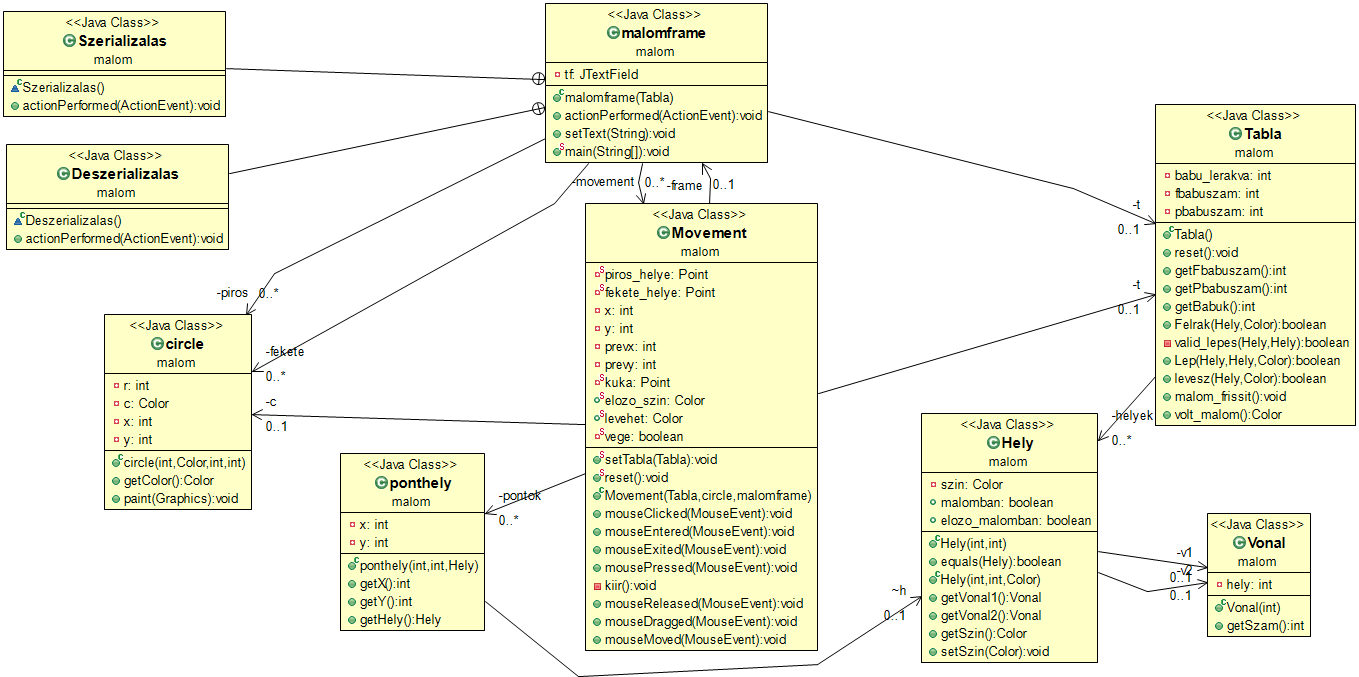 <<Java Class>>
Szerializalas
malom
Szerializalas()
actionPerformed(ActionEvent):void
<<Java Class>>
Deszerializalas
malom
Deszerializalas()
actionPerformed(ActionEvent):void
<<Java Class>>
malomframe
malom
tf: JTextField
malomframe(Tabla)
actionPerformed(ActionEvent):void
setText(String):void
main(String[]):void
-movement
0..*
-frame
0..1
-t
0..1
-piros
0..*
-fekete
0..*
<<Java Class>>
Tabla
malom
babu_lerakva: int
fbabuszam: int
pbabuszam: int
Tabla()
reset():void
getFbabuszam():int
getPbabuszam():int
getBabuk():int
Felrak(Hely,Color):boolean
valid_lepes(Hely,Hely):boolean
Lep(Hely,Hely,Color):boolean
levesz(Hely,Color):boolean
malom_frissit():void
volt_malom():Color
<<Java Class>>
Movement
malom
piros_helye: Point
fekete_helye: Point
x: int
y: int
prevx: int
prevy: int
kuka: Point
elozo_szin: Color
levehet: Color
vege: boolean
setTabla(Tabla):void
reset():void
Movement(Tabla,circle,malomframe)
mouseClicked(MouseEvent):void
mouseEntered(MouseEvent):void
mouseExited(MouseEvent):void
mousePressed(MouseEvent):void
kiir():void
mouseReleased(MouseEvent):void
mouseDragged(MouseEvent):void
mouseMoved(MouseEvent):void
-t
0..1
-c
0..1
-pontok
0..*
<<Java Class>>
circle
malom
r: int
c: Color
x: int
y: int
circle(int,Color,int,int)
getColor():Color
paint(Graphics):void
<<Java Class>>
ponthely
malom
x: int
y: int
ponthely(int,int,Hely)
getX():int
getY():int
getHely():Hely
~h
0..1
-helyek
0..*
<<Java Class>>
Hely
malom
szin: Color
malomban: boolean
elozo_malomban: boolean
Hely(int,int)
equals(Hely):boolean
Hely(int,int,Color)
getVonal1():Vonal
getVonal2():Vonal
getSzin():Color
setSzin(Color):void
-v1
0..1
-v2
0..1
<<Java Class>>
Vonal
malom
hely: int
Vonal(int)
getSzam():int